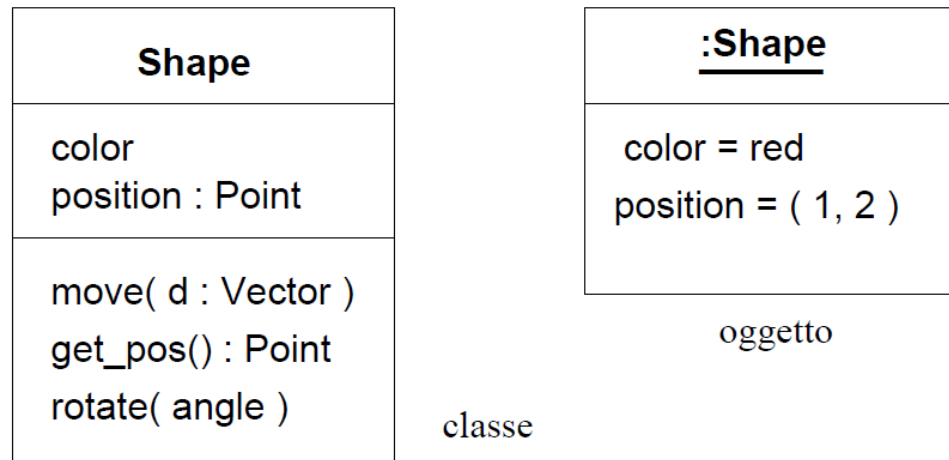 Shape
color
position : Point
move( d : Vector )
get_pos() : Point
rotate( angle )
classe
:Shape
color = red
position = ( 1, 2 )
oggetto